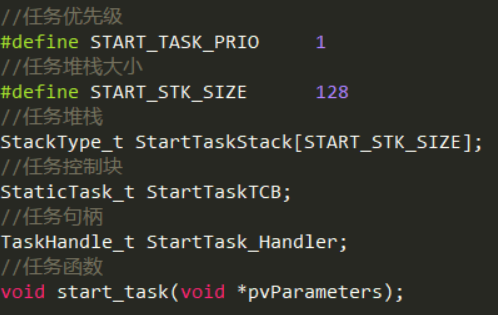 //任务优先级
#define START_TASK_PRIO 1
//任务堆栈大小
#define START_STK_SIZE 128
//任务堆栈
StackType_t StartTaskStack[START_STK_SIZE];
//任务控制块
StaticTask_t StartTaskTCB;
//任务句柄
TaskHandle_t StartTask_Handler;
//任务函数
void start_task(void *pvParameters);